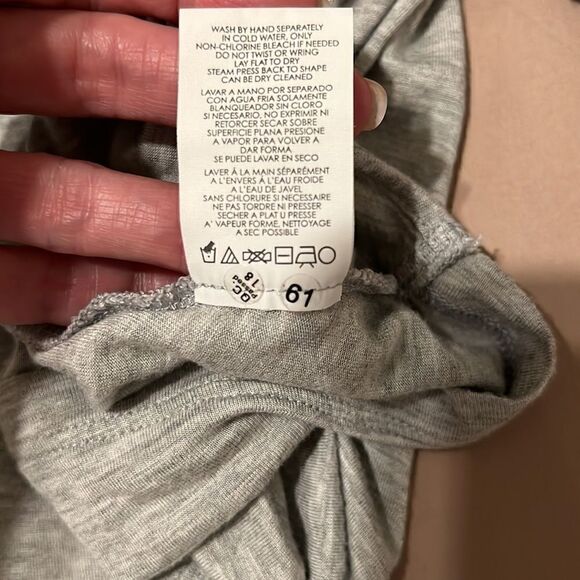 WASH BY HAND SEPARATELY
IN COLD WATER, ONLY
NON-CHLORINE BLEACH IF NEEDED
DO NOT TWIST OR WRING
LAY FLAT TO DRY
STEAM PRESS BACK TO SHAPE
CAN BE DRY CLEANED
LAVAR A MANO POR SEPARADO
CON AGUA FRIA SOLAMENTE
BLANQUEADOR SIN CLORO
SI NECESARIO, NO EXPRIMIR NI
RETORCER SECAR SOBRE
SUPERFICIE PLANA PRESIONE
A VAPOR PARA VOLVER A
DAR FORMA
SE PUEDE LAVAR EN SECO
LAVER Á LA MAIN SÉPARÉMENT
A L'ENVERS À L'EAU FROIDE
A L'EAU DE JAVEL
SANS CHLORURE SI NECESSAIRE
NE PAS TORDRE NI PRESSER
SECHER A PLAT U PRESSE
A' VAPEUR FORME, NETTOYAGE
A SEC POSSIBLE
Q.C.
Passed
18
61